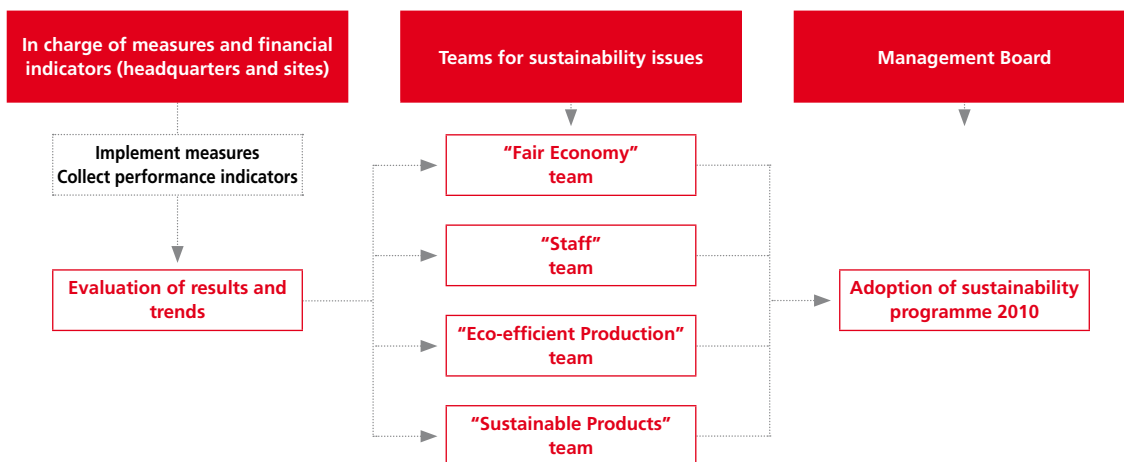 In charge of measures and financial
indicators (headquarters and sites)
Teams for sustainability issues
Management Board
Implement measures
Collect performance indicators
Evaluation of results and
trends
“Fair Economy”
team
“Staff”
team
“Eco-efficient Production”
team
“Sustainable Products”
team
Adoption of sustainability
programme 2010